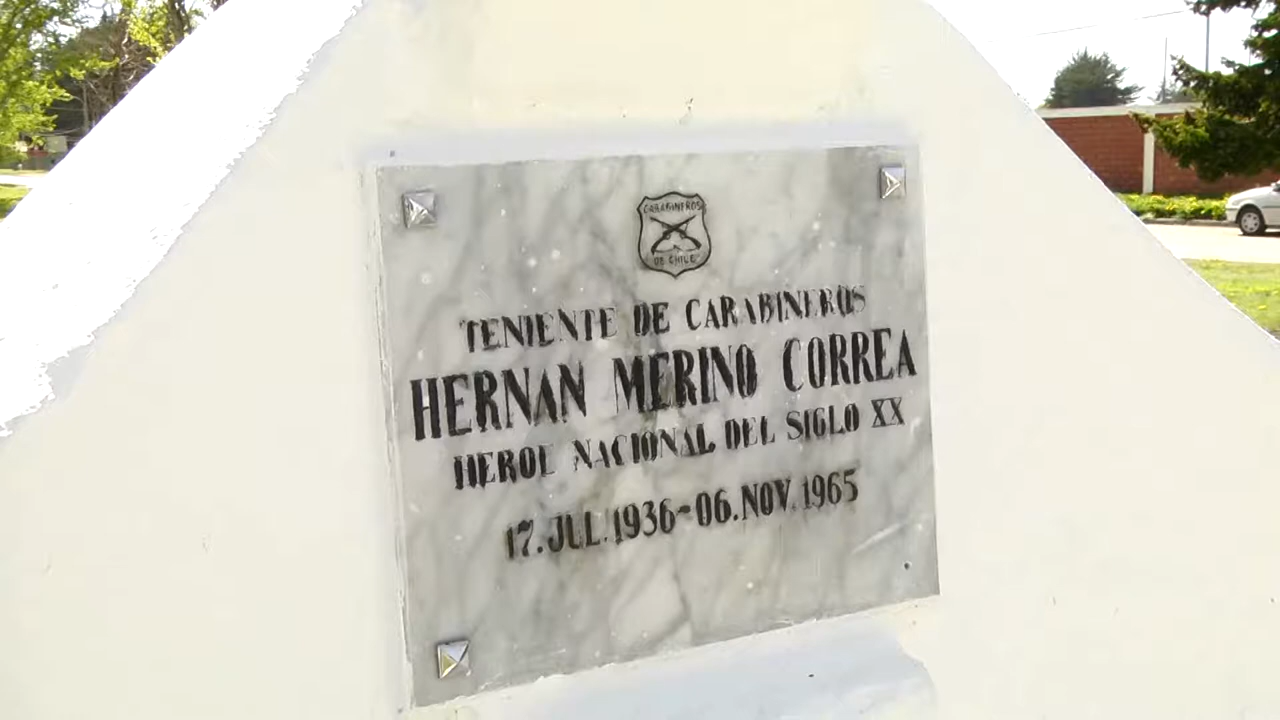 CARABINEROS
DE CHILE
TENIENTE DE CARABINEROS
HERNAN MERINO CORREA
HEROE NACIONAL DEL SIGLO XX
17.JUL.1936-06.NOV.1965